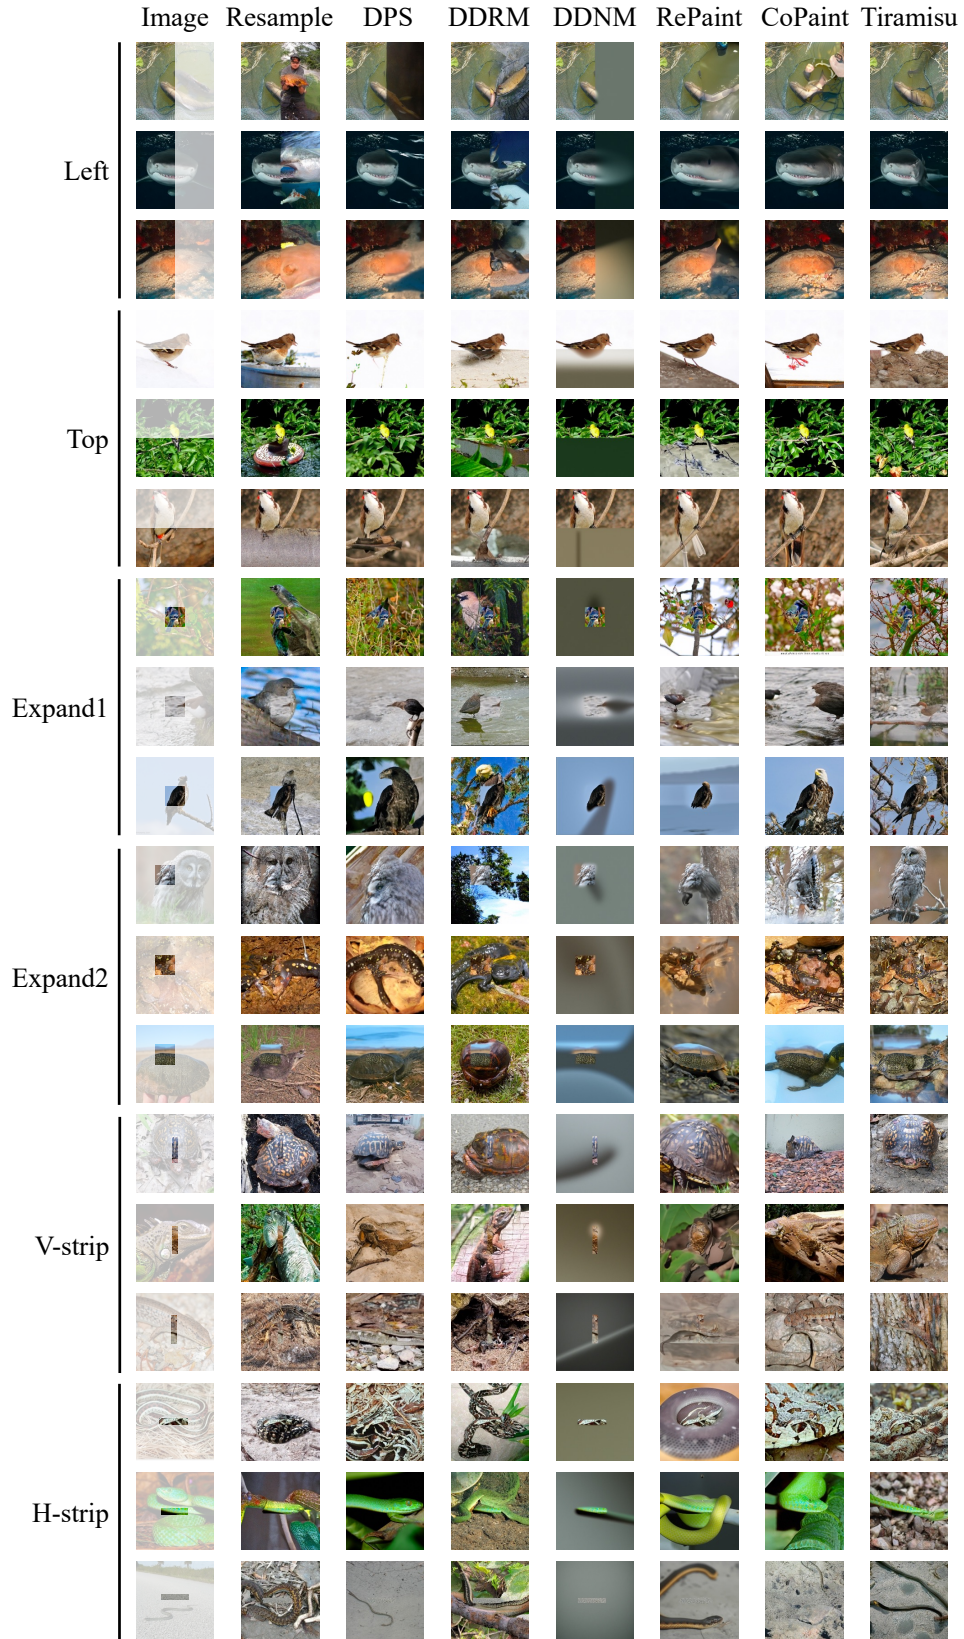 Image Resample DPS DDRM DDNM RePaint CoPaint Tiramisu
Left
Top
Expand1
Expand2
V-strip
H-strip